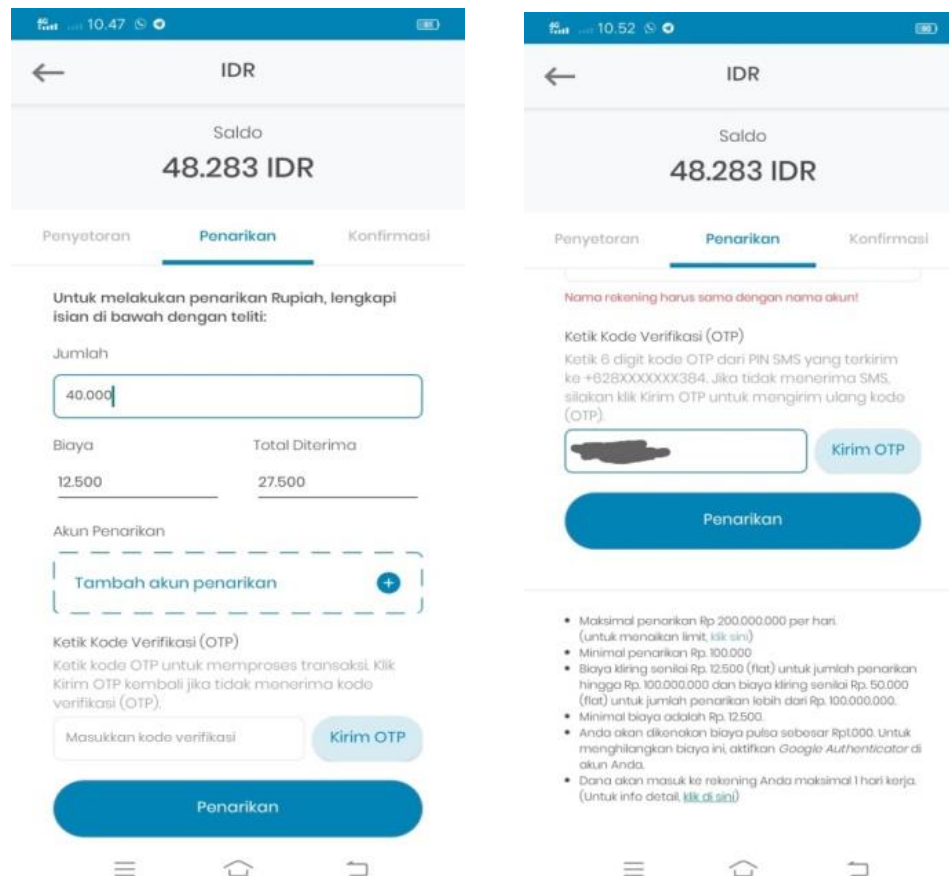 4G 10.47
IDR
Saldo
48.283 IDR
Penyetoran Penarikan Konfirmasi
Untuk melakukan penarikan Rupiah, lengkapi
isian di bawah dengan teliti:
Jumlah
40.000
Biaya Total Diterima
12.500 27.500
Akun Penarikan
Tambah akun penarikan
Ketik Kode Verifikasi (OTP)
Ketik kode OTP untuk memproses transaksi. Klik
Kirim OTP kembali jika tidak menerima kode
verifikasi (OTP).
Masukkan kode verifikasi Kirim OTP
Penarikan
4G 10.52
IDR
Saldo
48.283 IDR
Penyetoran Penarikan Konfirmasi
Nama rekening harus sama dengan nama akun!
Ketik Kode Verifikasi (OTP)
Ketik 6 digit kode OTP dari PIN SMS yang terkirim
ke +628XXXXXXX384. Jika tidak menerima SMS,
silakan klik Kirim OTP untuk mengirim ulang kode
(OTP).
Kirim OTP
Penarikan
• Maksimal penarikan Rp 200.000.000 per hari.
(untuk menaikan limit, klik sini)
• Minimal penarikan Rp. 100.000
• Biaya kliring senilai Rp. 12.500 (flat) untuk jumlah penarikan
hingga Rp. 100.000.000 dan biaya kliring senilai Rp. 50.000
(flat) untuk jumlah penarikan lebih dari Rp. 100.000.000.
• Minimal biaya adalah Rp. 12.500.
• Anda akan dikenakan biaya pulsa sebesar Rp1.000. Untuk
menghilangkan biaya ini, aktifkan Google Authenticator di
akun Anda.
• Dana akan masuk ke rekening Anda maksimal 1 hari kerja.
(Untuk info detail, klik di sini)